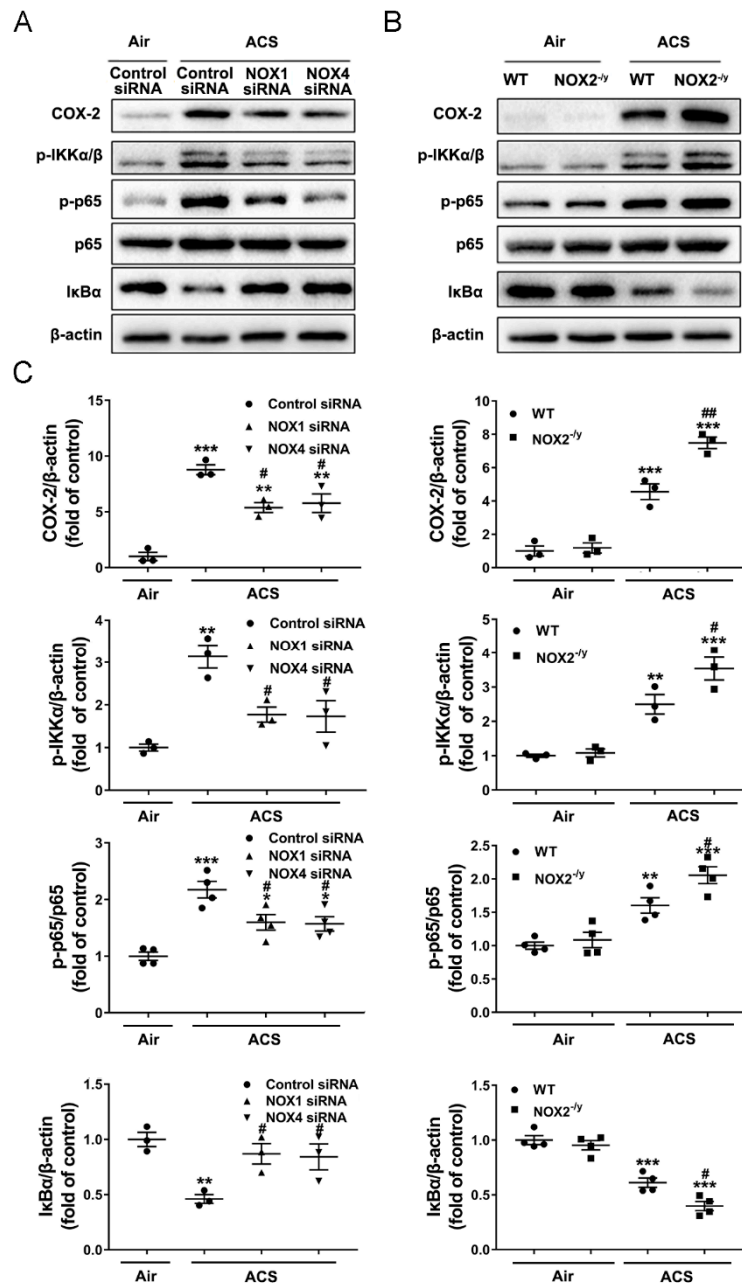 A
Air ACS
Control siRNA Control siRNA NOX1 siRNA NOX4 siRNA
COX-2
p-IKKα/β
p-p65
p65
IκBα
β-actin
B
Air ACS
WT NOX2-/y WT NOX2-/y
COX-2
p-IKKα/β
p-p65
p65
IκBα
β-actin
C
COX-2/β-actin
(fold of control)
15
10
5
0
Control siRNA
NOX1 siRNA
NOX4 siRNA
***
# #
** **
Air ACS
COX-2/β-actin
(fold of control)
10
8
6
4
2
0
WT
NOX2-/y
##
*** ***
Air ACS
p-IKKα/β-actin
(fold of control)
4
3
2
1
0
Control siRNA
NOX1 siRNA
NOX4 siRNA
**
# #
Air ACS
p-IKKα/β-actin
(fold of control)
5
4
3
2
1
0
WT
NOX2-/y
#
** ***
Air ACS
p-p65/p65
(fold of control)
3
2
1
0
Control siRNA
NOX1 siRNA
NOX4 siRNA
***
# #
* *
Air ACS
p-p65/p65
(fold of control)
2.5
2.0
1.5
1.0
0.5
0.0
WT
NOX2-/y
#
** ***
Air ACS
IκBα/β-actin
(fold of control)
1.5
1.0
0.5
0.0
Control siRNA
NOX1 siRNA
NOX4 siRNA
# #
**
Air ACS
IκBα/β-actin
(fold of control)
1.5
1.0
0.5
0.0
WT
NOX2-/y
#
*** ***
Air ACS